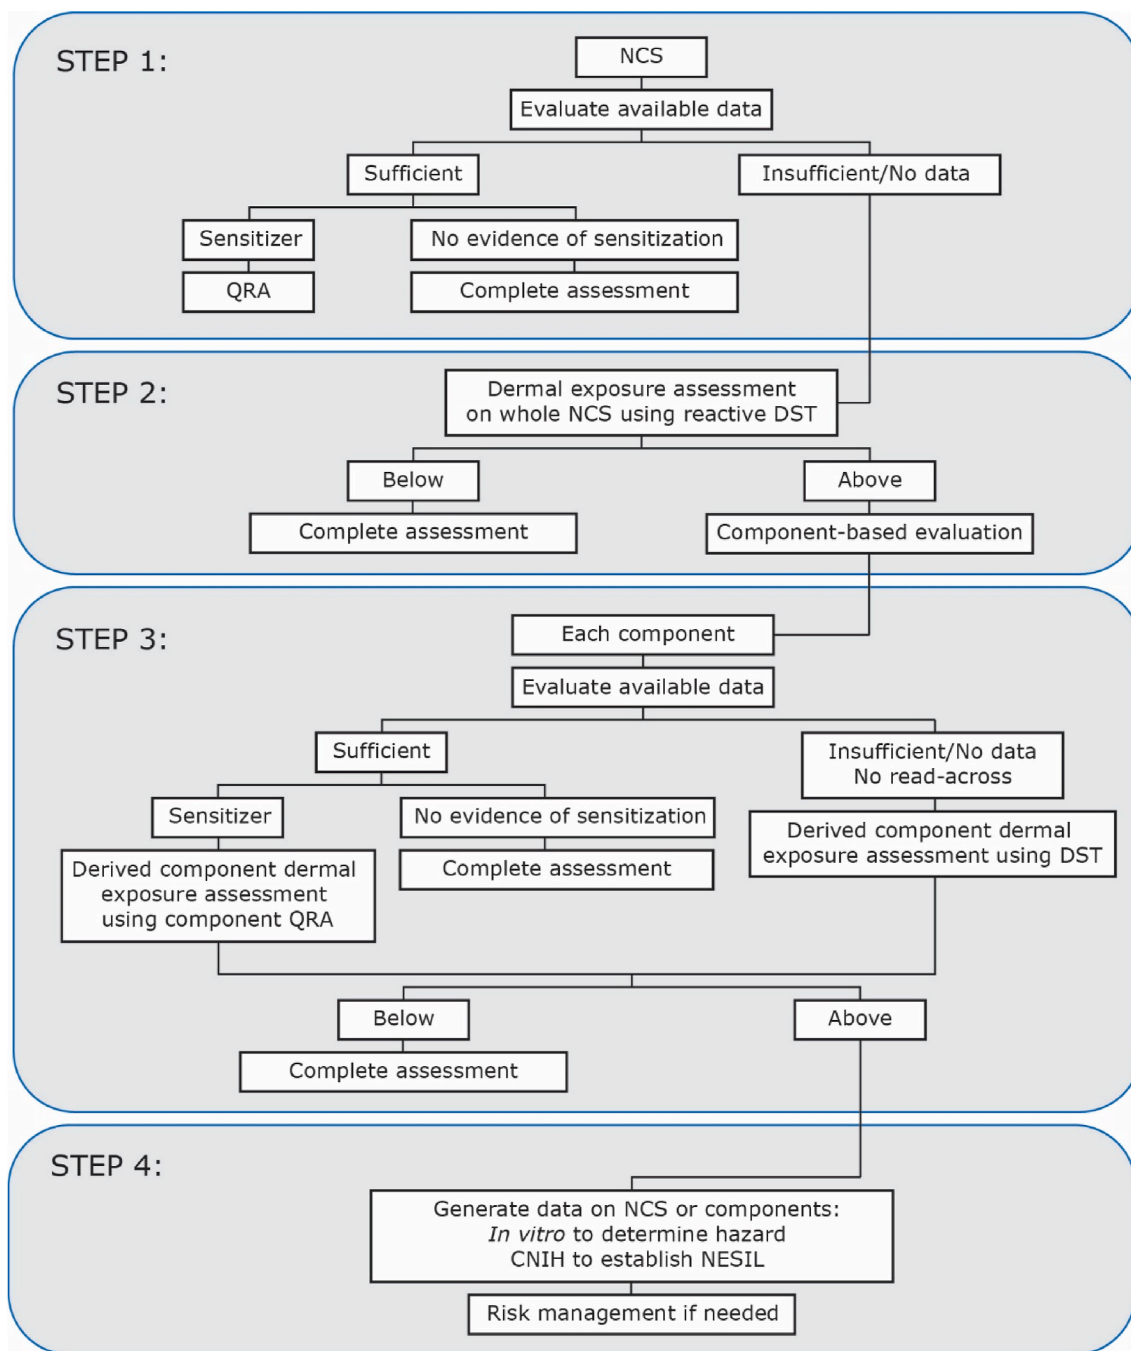 STEP 1:
NCS
Evaluate available data
Sufficient
Insufficient/No data
Sensitizer
No evidence of sensitization
QRA
Complete assessment
STEP 2:
Dermal exposure assessment
on whole NCS using reactive DST
Below
Above
Complete assessment
Component-based evaluation
STEP 3:
Each component
Evaluate available data
Sufficient
Insufficient/No data
No read-across
Sensitizer
No evidence of sensitization
Derived component dermal
exposure assessment using DST
Derived component dermal
exposure assessment
using component QRA
Complete assessment
Below
Above
Complete assessment
STEP 4:
Generate data on NCS or components:
In vitro to determine hazard
CNIH to establish NESIL
Risk management if needed